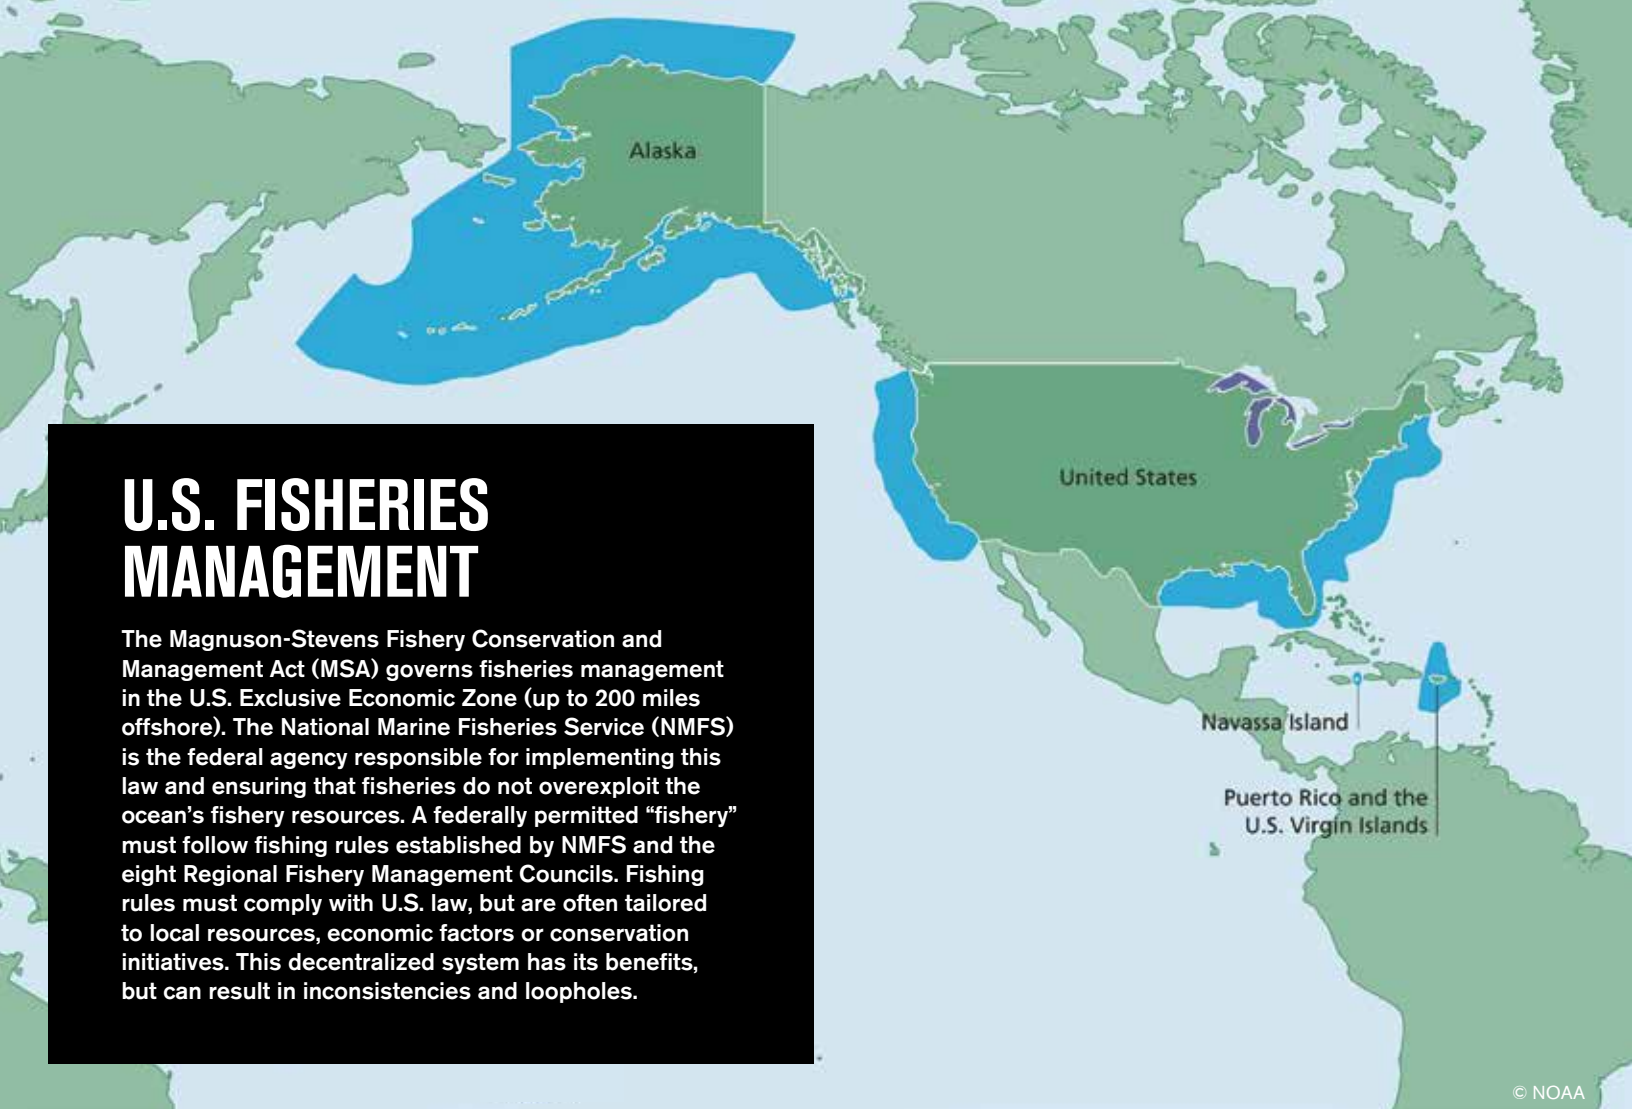 Alaska
United States
Navassa Island
Puerto Rico and the
U.S. Virgin Islands
U.S. FISHERIES
MANAGEMENT
The Magnuson-Stevens Fishery Conservation and
Management Act (MSA) governs fisheries management
in the U.S. Exclusive Economic Zone (up to 200 miles
offshore). The National Marine Fisheries Service (NMFS)
is the federal agency responsible for implementing this
law and ensuring that fisheries do not overexploit the
ocean’s fishery resources. A federally permitted “fishery”
must follow fishing rules established by NMFS and the
eight Regional Fishery Management Councils. Fishing
rules must comply with U.S. law, but are often tailored
to local resources, economic factors or conservation
initiatives. This decentralized system has its benefits,
but can result in inconsistencies and loopholes.
© NOAA